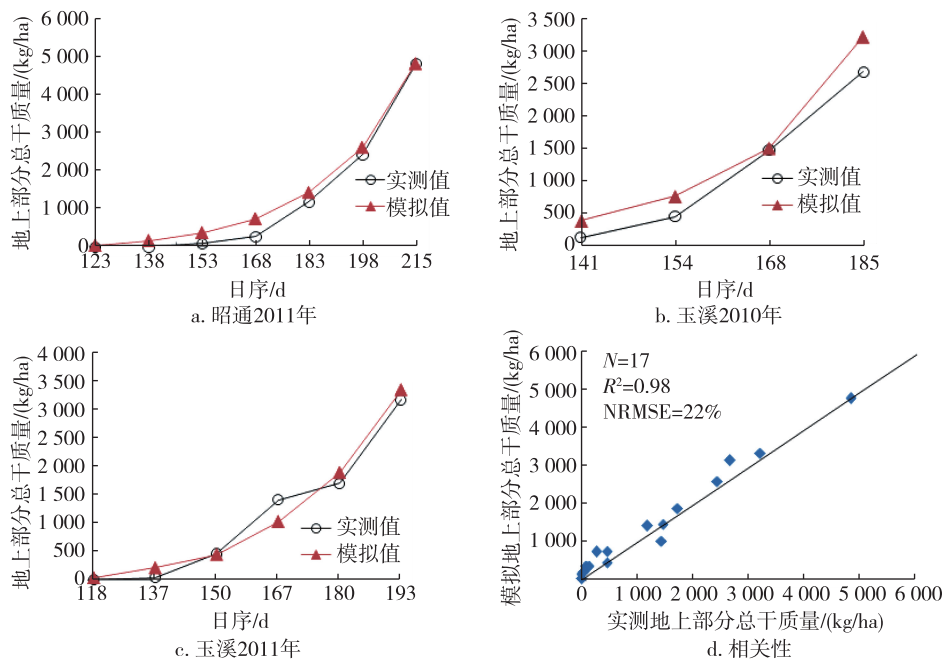 地上部分总干质量/(kg/ha)
6 000
5 000
4 000
3 000
2 000
1 000
0
123 138 153 168 183 198 215
实测值
模拟值
日序/d
a. 昭通2011年
地上部分总干质量/(kg/ha)
3 500
3 000
2 500
2 000
1 500
1 000
500
0
141 154 168 185
实测值
模拟值
日序/d
b. 玉溪2010年
地上部分总干质量/(kg/ha)
4 000
3 500
3 000
2 500
2 000
1 500
1 000
500
0
118 137 150 167 180 193
实测值
模拟值
日序/d
c. 玉溪2011年
模拟地上部分总干质量/(kg/ha)
6 000
5 000
4 000
3 000
2 000
1 000
N=17
R²=0.98
NRMSE=22%
0 1 000 2 000 3 000 4 000 5 000 6 000
实测地上部分总干质量/(kg/ha)
d. 相关性